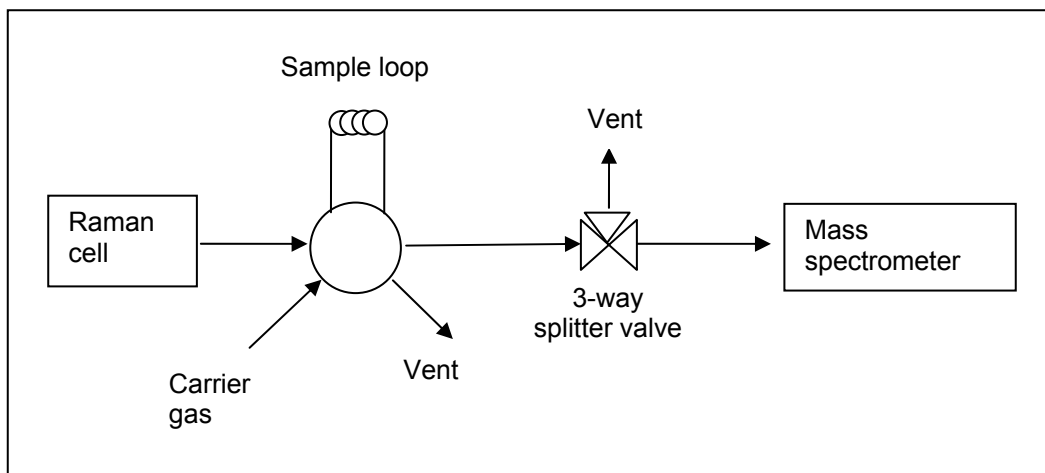 Sample loop
Vent
Raman
cell
Mass
spectrometer
3-way
splitter valve
Vent
Carrier
gas